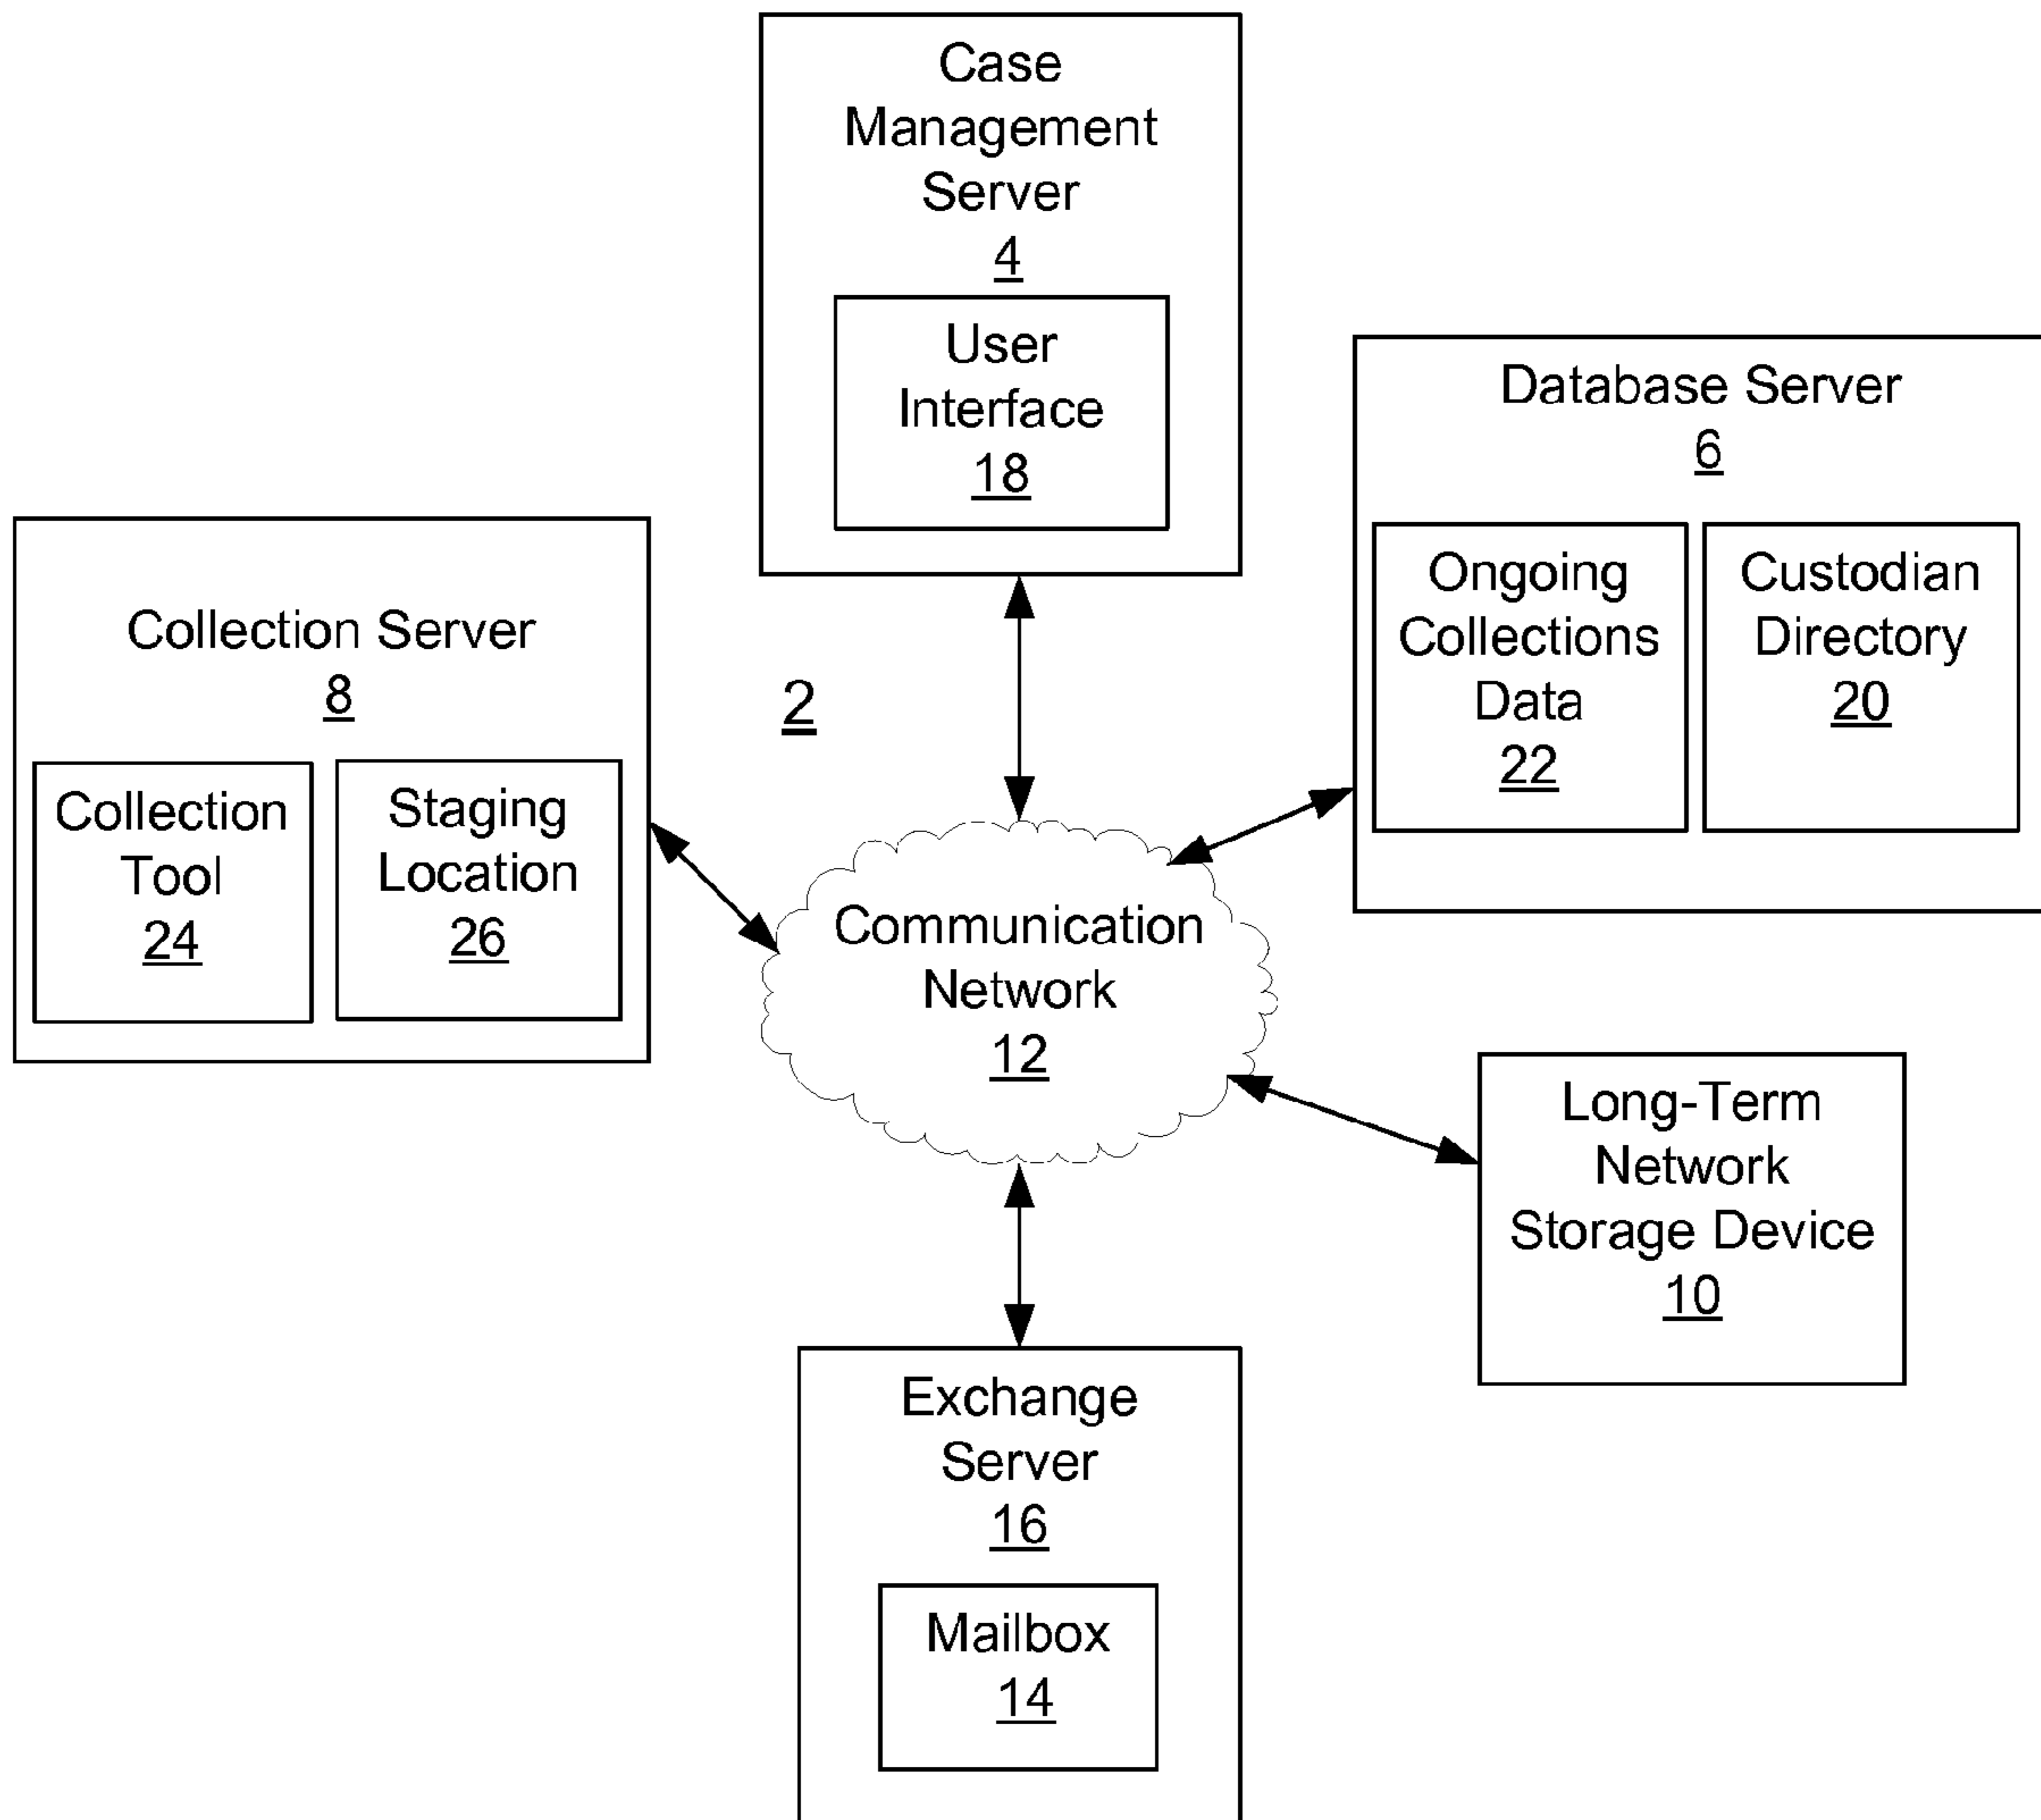 Case
Management
Server
4
User
Interface
18
Database Server
6
Ongoing
Collections
Data
22
Custodian
Directory
20
Collection Server
8
Collection
Tool
24
Staging
Location
26
2
Communication
Network
12
Long-Term
Network
Storage Device
10
Exchange
Server
16
Mailbox
14